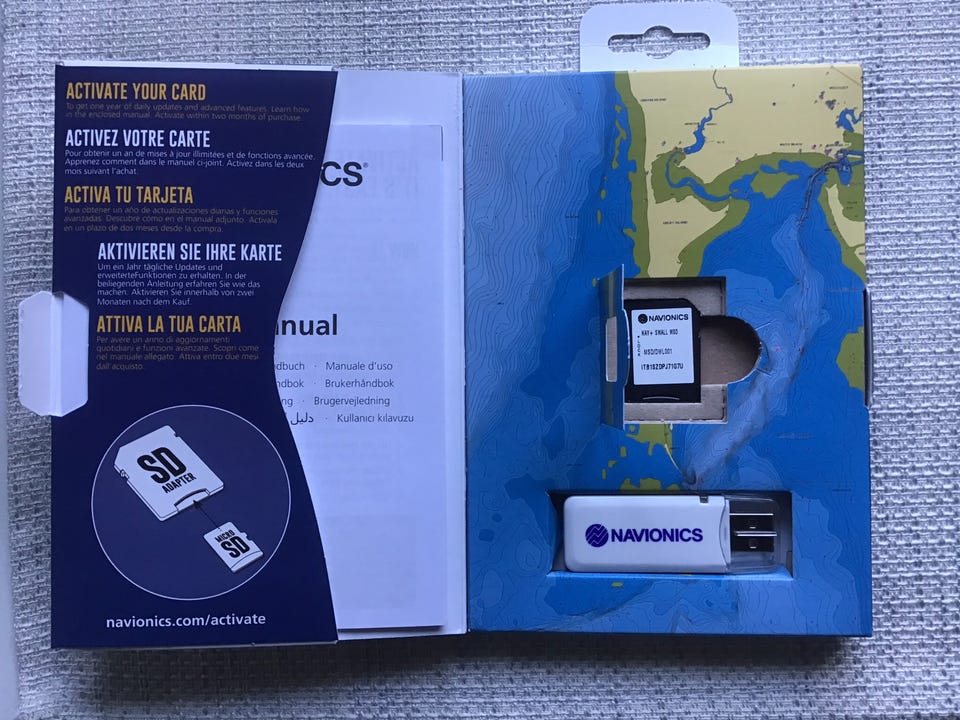 ACTIVATE YOUR CARD
To get one year of daily updates and advanced features. Learn how
in the enclosed manual. Activate within two months of purchase.
ACTIVEZ VOTRE CARTE
Pour obtenir un an de mises à jour illimitées et de fonctions avancée.
Apprenez comment dans le manuel ci-joint. Activez dans les deux
mois suivant l'achat.
ACTIVA TU TARJETA
Para obtener un año de actualizaciones diarias y funciones
avanzadas. Descubre cómo en el manual adjunto. Actívala
en un plazo de dos meses desde la compra.
AKTIVIEREN SIE IHRE KARTE
Um ein Jahr tägliche Updates und
erweiterteFunktionen zu erhalten. In der
beiliegenden Anleitung erfahren Sie wie das
machen. Aktivieren Sie innerhalb von zwei
Monaten nach dem Kauf.
ATTIVA LA TUA CARTA
Per avere un anno di aggiornamenti
quotidiani e funzioni avanzate. Scopri come
nel manuale allegato. Attiva entro due mesi
dall'acquisto.
SD
ADAPTER
MICRO
SD
navionics.com/activate
CS®
nual
dbuch · Manuale d'uso
dbok · Brukerhåndbok
ng · Brugervejledning
دليل · Kullanıcı kılavuzu
NAVIONICS
NAV+ SMALL MSD
MSD/DWL001
ITB1SZDPJ7107U
NAVIONICS